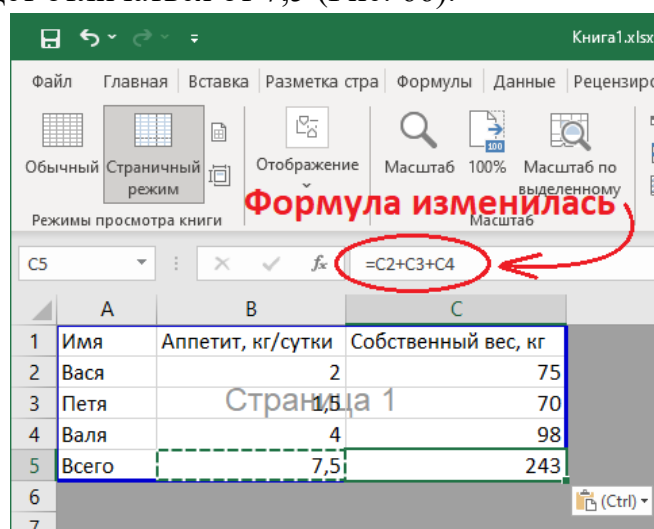 Книга1.xlsx
Файл Главная Вставка Разметка стра Формулы Данные
Обычный Страничный режим Отображение Масштаб 100% Масштаб по выделенному
Формула изменилась
Режимы просмотра книги Масштаб
C5 fx =C2+C3+C4
A B C
1 Имя Аппетит, кг/сутки Собственный вес, кг
2 Вася 2 75
Страница 1
3 Петя 1,5 70
4 Валя 4 98
5 Всего 7,5 243
6 (Ctrl)
7